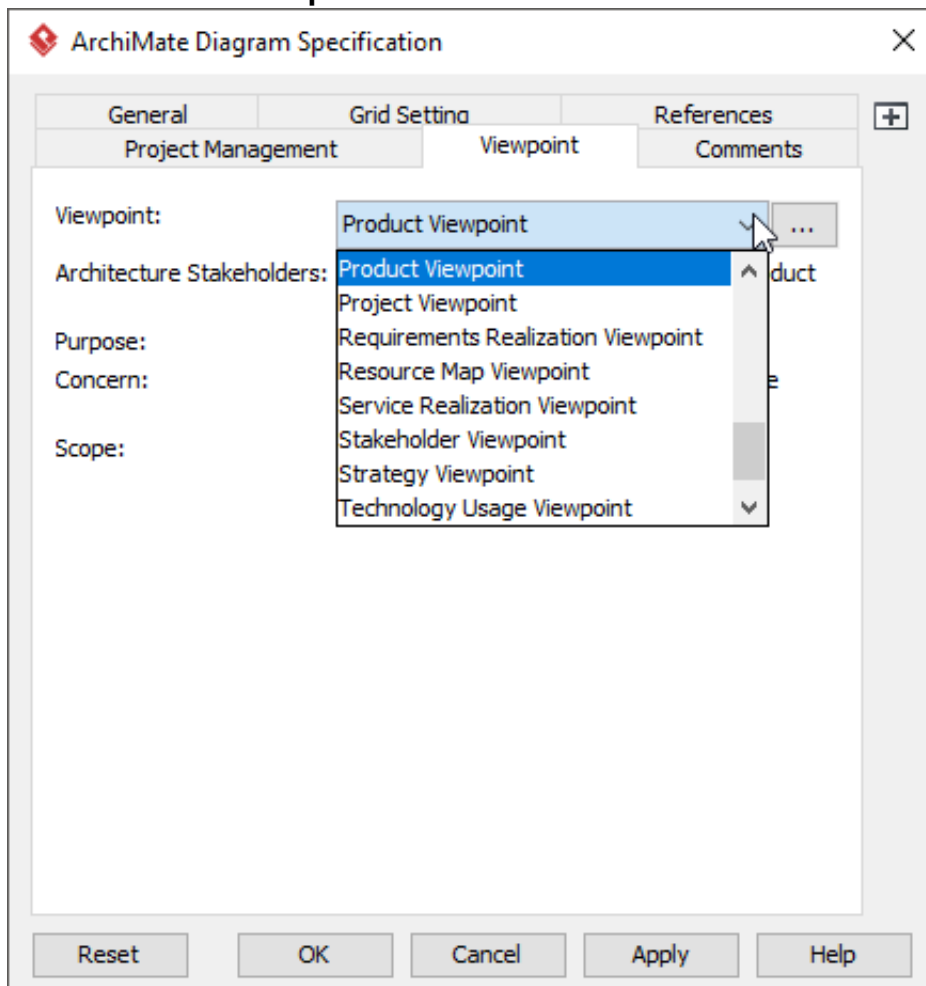 ArchiMate Diagram Specification
General Grid Setting References
Project Management Viewpoint Comments
Viewpoint: Product Viewpoint ...
Architecture Stakeholders: Product Viewpoint duct
Project Viewpoint
Purpose: Requirements Realization Viewpoint
Concern: Resource Map Viewpoint
Service Realization Viewpoint
Scope: Stakeholder Viewpoint
Strategy Viewpoint
Technology Usage Viewpoint
Reset OK Cancel Apply Help